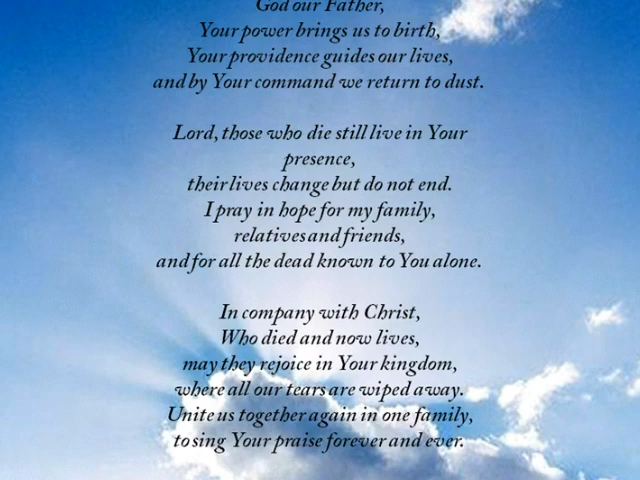 God our Father,
Your power brings us to birth,
Your providence guides our lives,
and by Your command we return to dust.
Lord, those who die still live in Your
presence,
their lives change but do not end.
I pray in hope for my family,
relatives and friends,
and for all the dead known to You alone.
In company with Christ,
Who died and now lives,
may they rejoice in Your kingdom,
where all our tears are wiped away.
Unite us together again in one family,
to sing Your praise forever and ever.